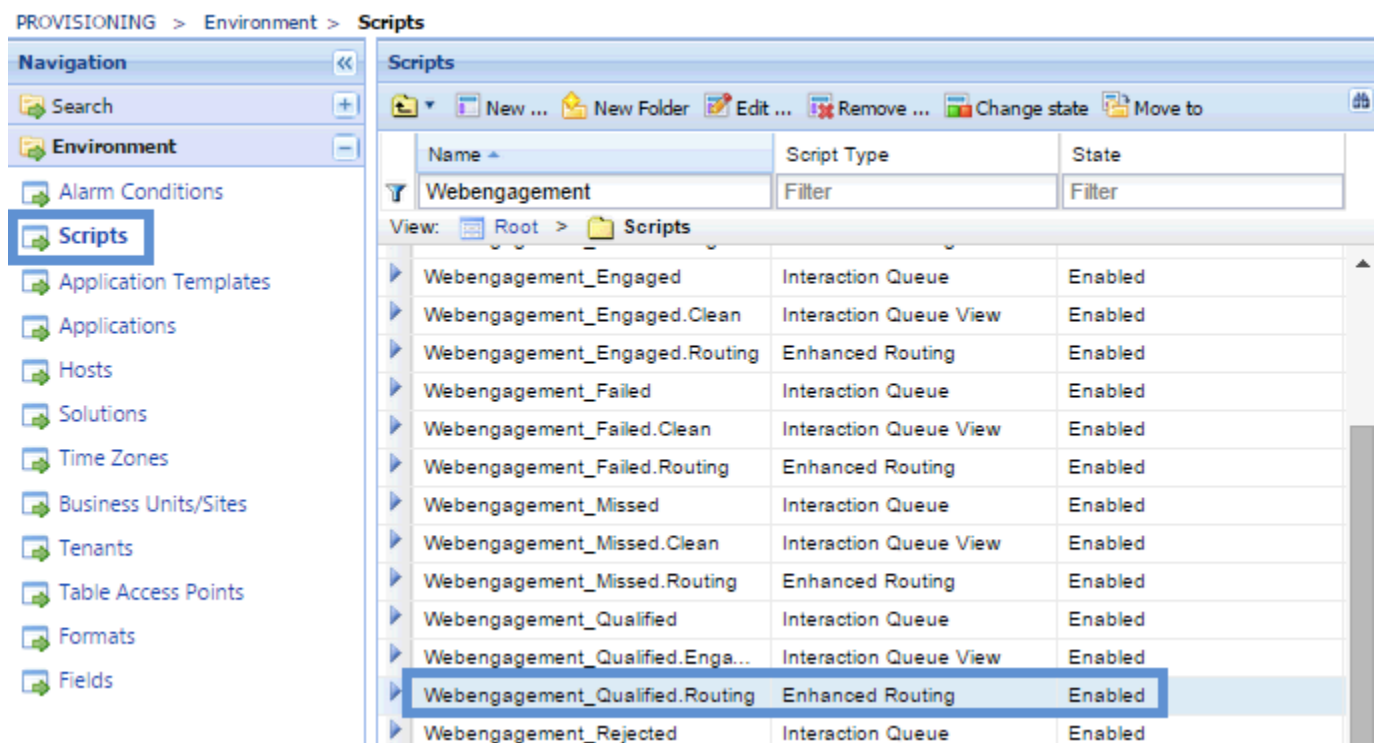 PROVISIONING > Environment > Scripts
Navigation
Search
Environment
Alarm Conditions
Scripts
Application Templates
Applications
Hosts
Solutions
Time Zones
Business Units/Sites
Tenants
Table Access Points
Formats
Fields
Scripts
New ... New Folder Edit ... Remove ... Change state Move to
Name Script Type State
Webengagement Filter Filter
View: Root > Scripts
Webengagement_Engaged Interaction Queue Enabled
Webengagement_Engaged.Clean Interaction Queue View Enabled
Webengagement_Engaged.Routing Enhanced Routing Enabled
Webengagement_Failed Interaction Queue Enabled
Webengagement_Failed.Clean Interaction Queue View Enabled
Webengagement_Failed.Routing Enhanced Routing Enabled
Webengagement_Missed Interaction Queue Enabled
Webengagement_Missed.Clean Interaction Queue View Enabled
Webengagement_Missed.Routing Enhanced Routing Enabled
Webengagement_Qualified Interaction Queue Enabled
Webengagement_Qualified.Enga... Interaction Queue View Enabled
Webengagement_Qualified.Routing Enhanced Routing Enabled
Webengagement_Rejected Interaction Queue Enabled